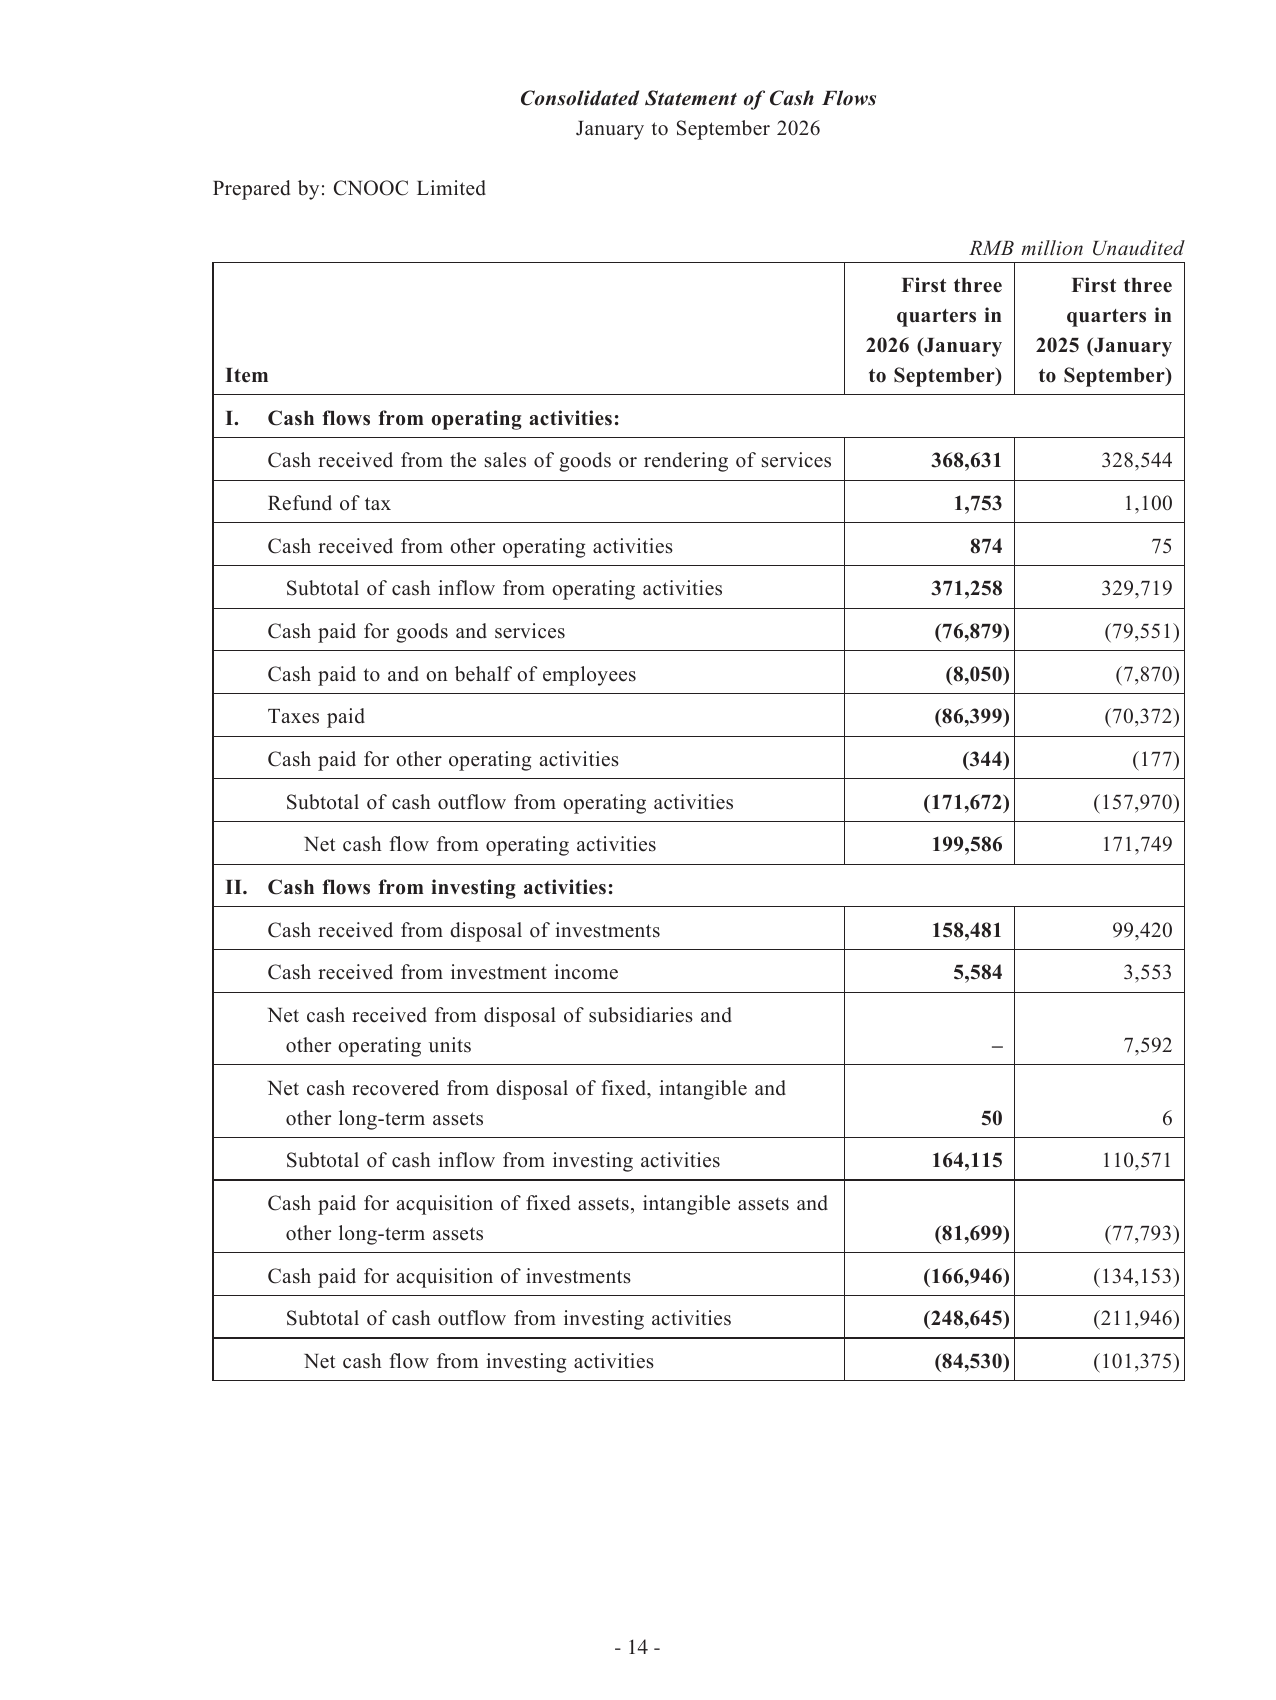 Consolidated Statement of Cash Flows
January to September 2026
Prepared by: CNOOC Limited
RMB million Unaudited
Item
First three quarters in 2026 (January to September)
First three quarters in 2025 (January to September)
I. Cash flows from operating activities:
Cash received from the sales of goods or rendering of services 368,631 328,544
Refund of tax 1,753 1,100
Cash received from other operating activities 874 75
Subtotal of cash inflow from operating activities 371,258 329,719
Cash paid for goods and services (76,879) (79,551)
Cash paid to and on behalf of employees (8,050) (7,870)
Taxes paid (86,399) (70,372)
Cash paid for other operating activities (344) (177)
Subtotal of cash outflow from operating activities (171,672) (157,970)
Net cash flow from operating activities 199,586 171,749
II. Cash flows from investing activities:
Cash received from disposal of investments 158,481 99,420
Cash received from investment income 5,584 3,553
Net cash received from disposal of subsidiaries and
other operating units – 7,592
Net cash recovered from disposal of fixed, intangible and
other long-term assets 50 6
Subtotal of cash inflow from investing activities 164,115 110,571
Cash paid for acquisition of fixed assets, intangible assets and
other long-term assets (81,699) (77,793)
Cash paid for acquisition of investments (166,946) (134,153)
Subtotal of cash outflow from investing activities (248,645) (211,946)
Net cash flow from investing activities (84,530) (101,375)
- 14 -